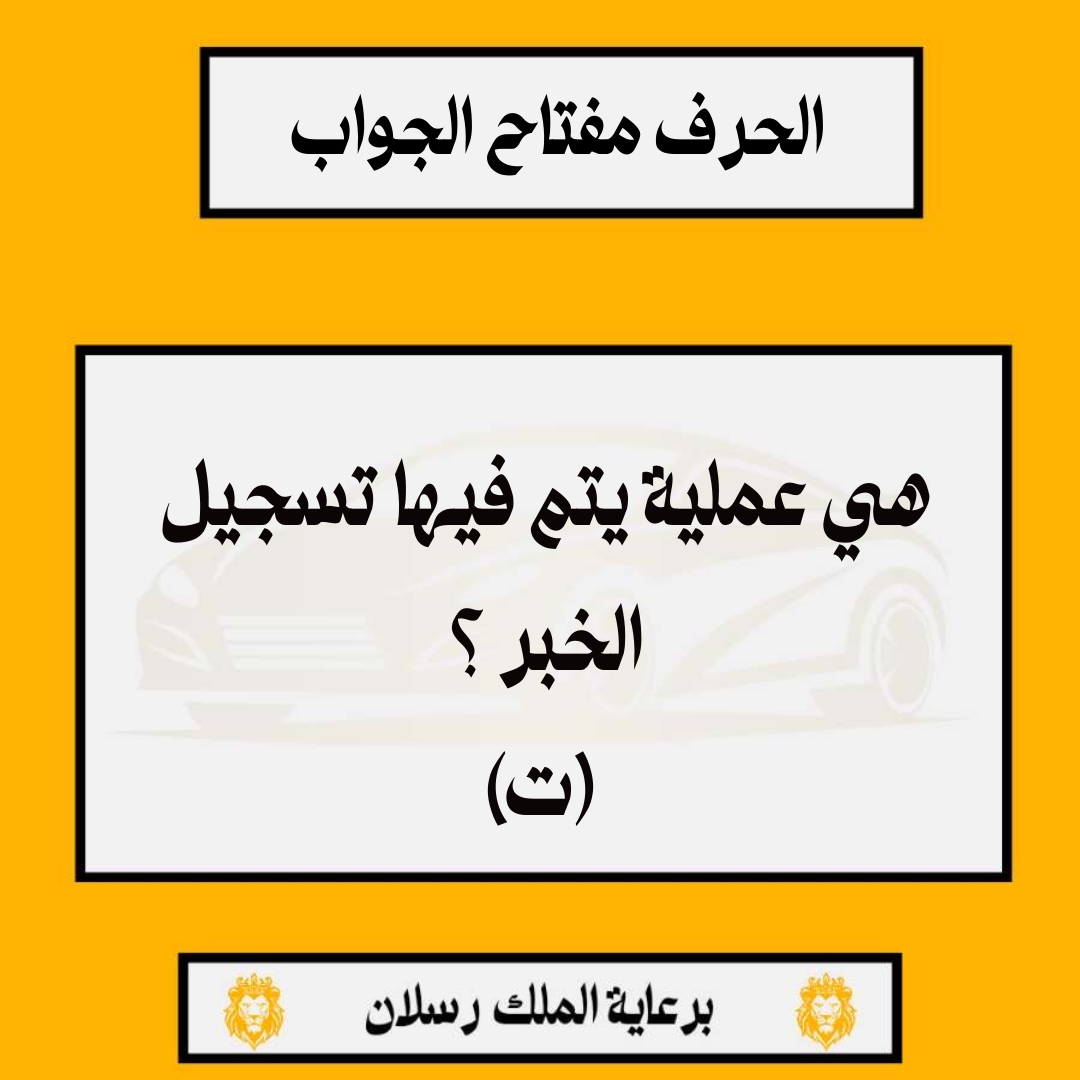 الحرف مفتاح الجواب
هي عملية يتم فيها تسجيل
الخبر ؟
(ت)
برعاية الملك رسلان